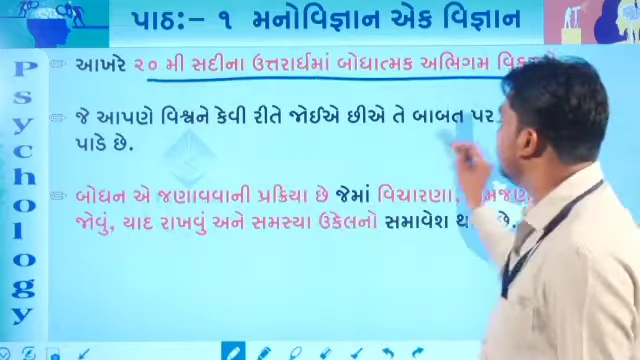 પાઠ:– ૧ મનોવિજ્ઞાન એક વિજ્ઞાન
Psychology
આખરે ૨૦ મી સદીના ઉત્તરાર્ધમાં બોધાત્મક અભિગમ
જે આપણે વિશ્વને કેવી રીતે જોઈએ છીએ તે બાબત પર
પાડે છે.
બોધન એ જણાવવાની પ્રક્રિયા છે જેમાં વિચારણા,
જોવું, યાદ રાખવું અને સમસ્યા ઉકેલનો સમાવેશ છે.